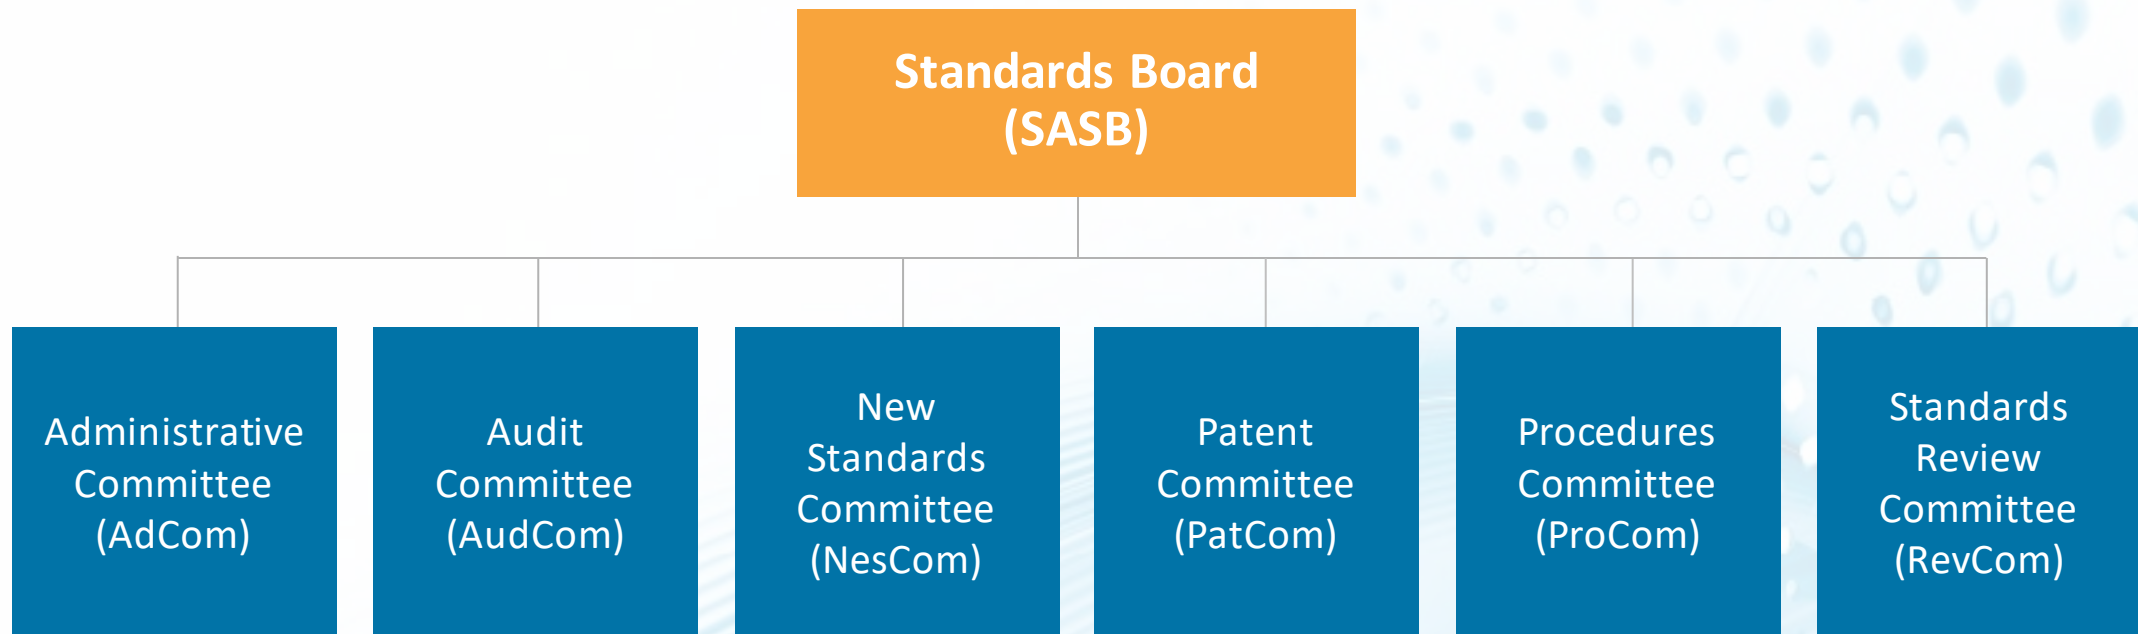 Standards Board
(SASB)
Administrative
Committee
(AdCom)
Audit
Committee
(AudCom)
New
Standards
Committee
(NesCom)
Patent
Committee
(PatCom)
Procedures
Committee
(ProCom)
Standards
Review
Committee
(RevCom)